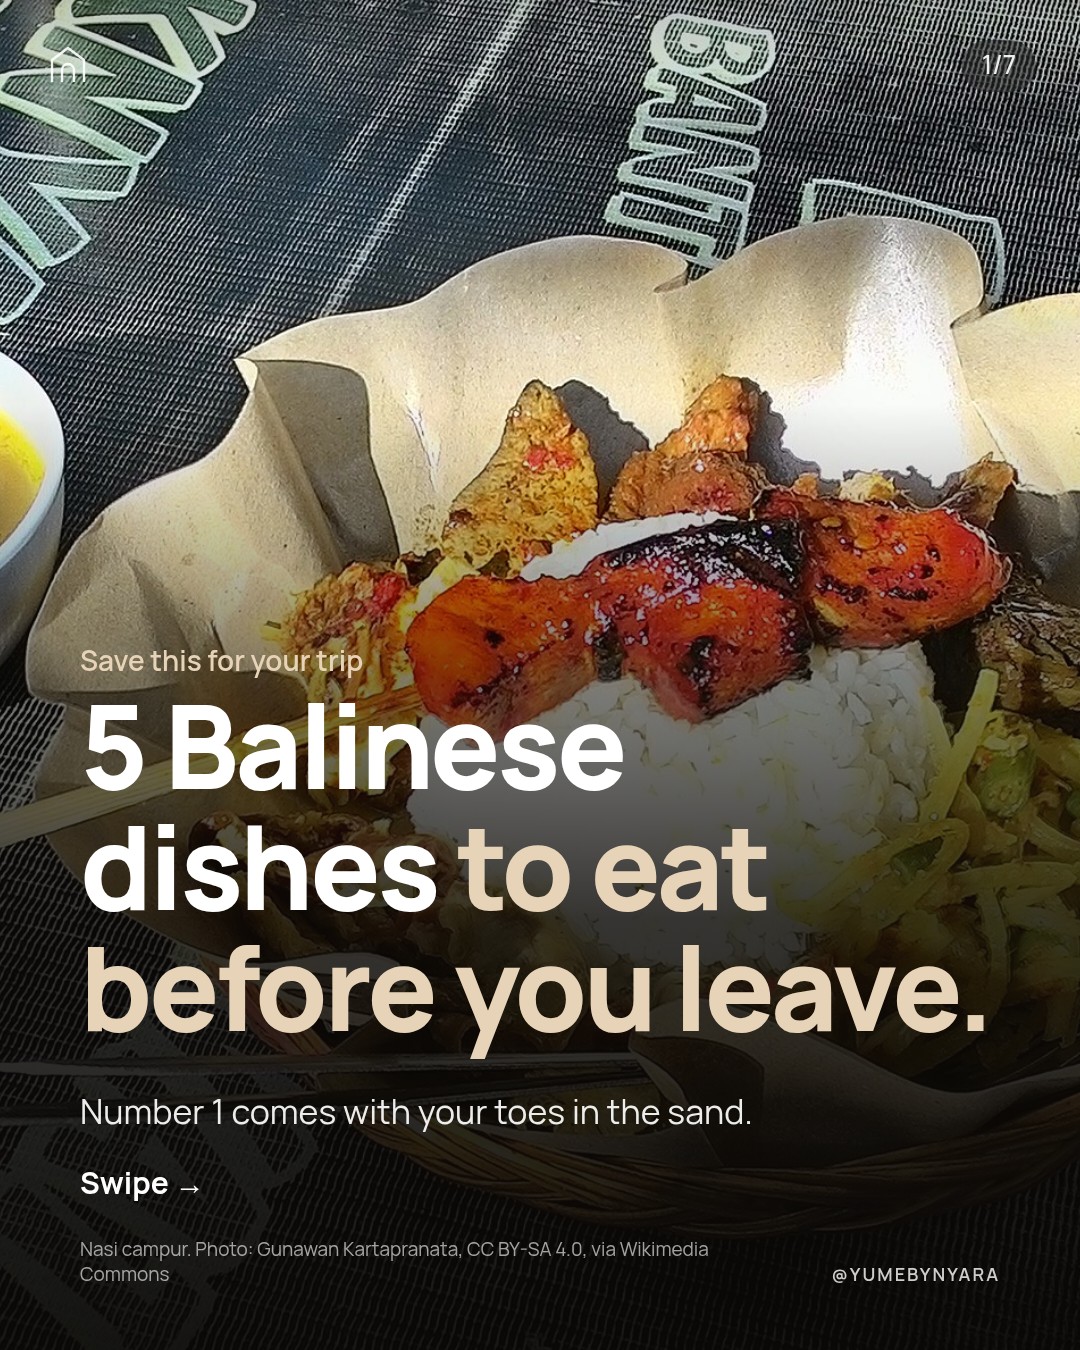 1/7
BANT
Save this for your trip
5 Balinese
dishes to eat
before you leave.
Number 1 comes with your toes in the sand.
Swipe →
Nasi campur. Photo: Gunawan Kartapranata, CC BY-SA 4.0, via Wikimedia
Commons
@YUMEBYNYARA